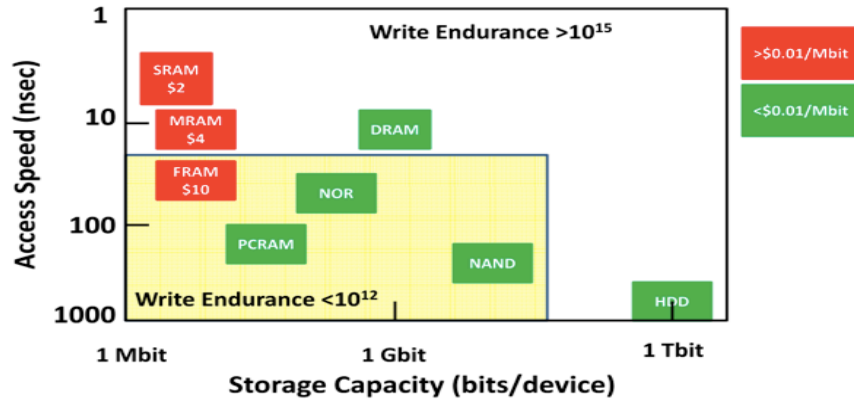 1
Write Endurance >10¹⁵
>$0.01/Mbit
SRAM
$2
<$0.01/Mbit
MRAM
$4
10
DRAM
FRAM
$10
NOR
100
PCRAM
NAND
Write Endurance <10¹²
HDD
1000
1 Mbit
1 Gbit
1 Tbit
Access Speed (nsec)
Storage Capacity (bits/device)